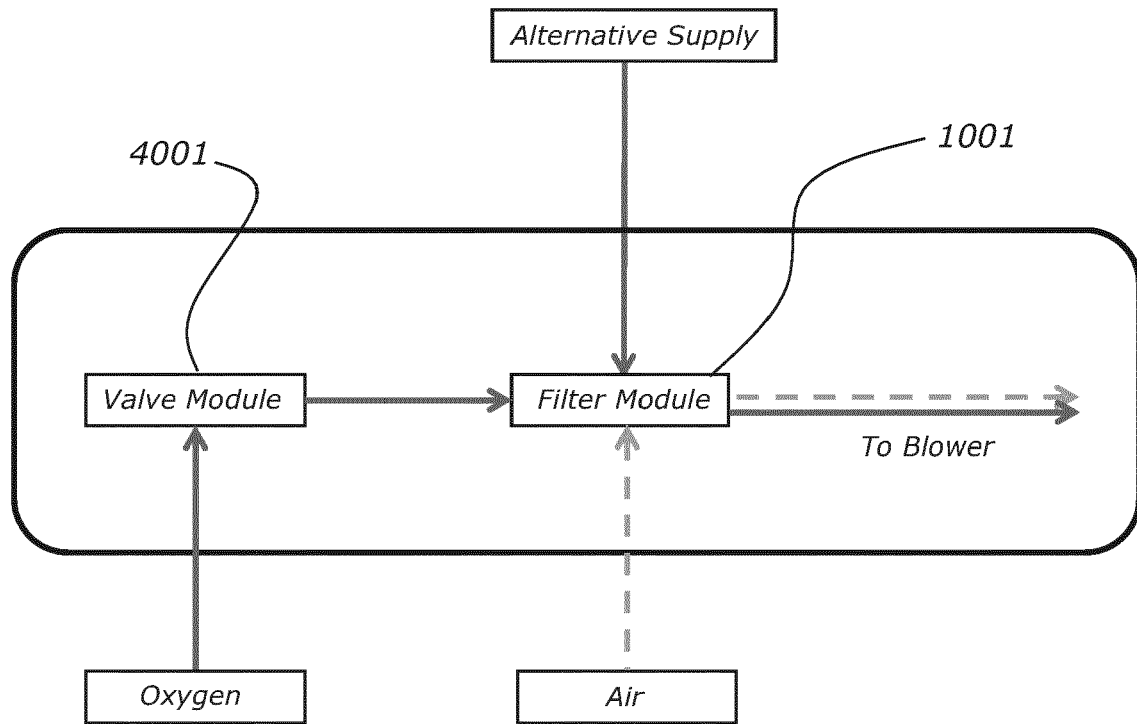 Alternative Supply
4001
1001
Valve Module
Filter Module
To Blower
Oxygen
Air